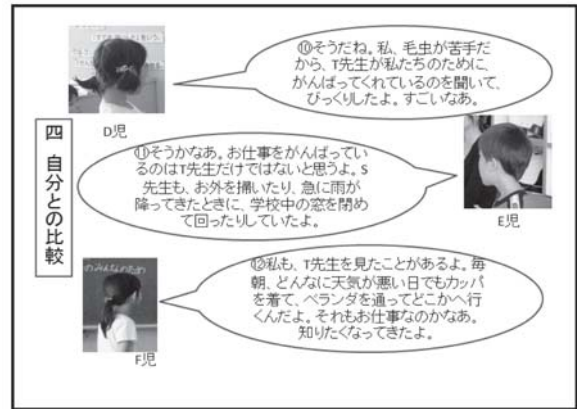 ⑩そうだね。私、毛虫が苦手だ
から、T先生が私たちのために、
がんばってくれているのを聞いて、
びっくりしたよ。すごいなあ。
D児
四 自分との比較
⑪そうかなあ。お仕事をがんばってい
るのはT先生だけではないと思うよ。S
先生も、お外を掃いたり、急に雨が
降ってきたときに、学校中の窓を閉め
て回ったりしていたよ。
E児
⑫私も、T先生を見たことがあるよ。毎
朝、どんなに天気が悪い日でもカッパ
を着て、ベランダを通ってどこかへ行
くんだよ。それもお仕事なのかなあ。
知りたくなってきたよ。
のみんなのため
F児